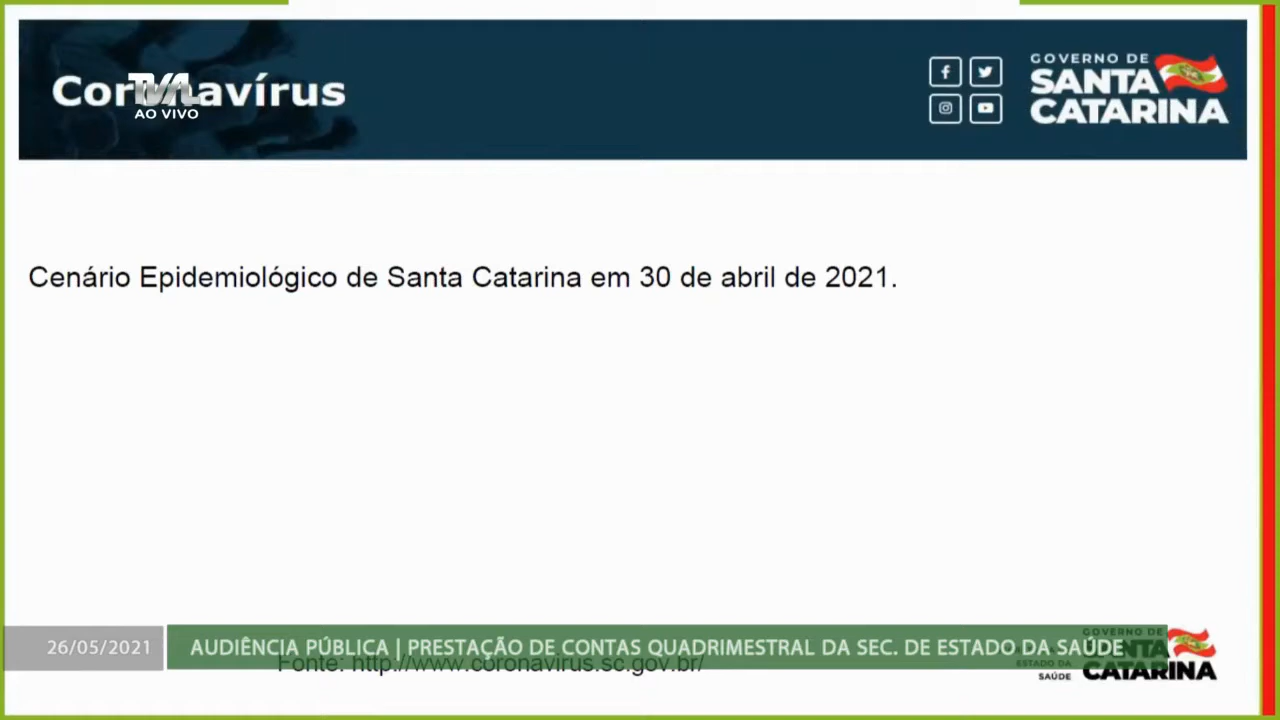 Coronavírus
TVAL
AO VIVO
GOVERNO DE
SANTA
CATARINA
Cenário Epidemiológico de Santa Catarina em 30 de abril de 2021.
26/05/2021
AUDIÊNCIA PÚBLICA | PRESTAÇÃO DE CONTAS QUADRIMESTRAL DA SEC. DE ESTADO DA SAÚDE
Fonte: http://www.coronavirus.sc.gov.br/
ESTADO DA
SAÚDE
GOVERNO DE
SANTA
CATARINA